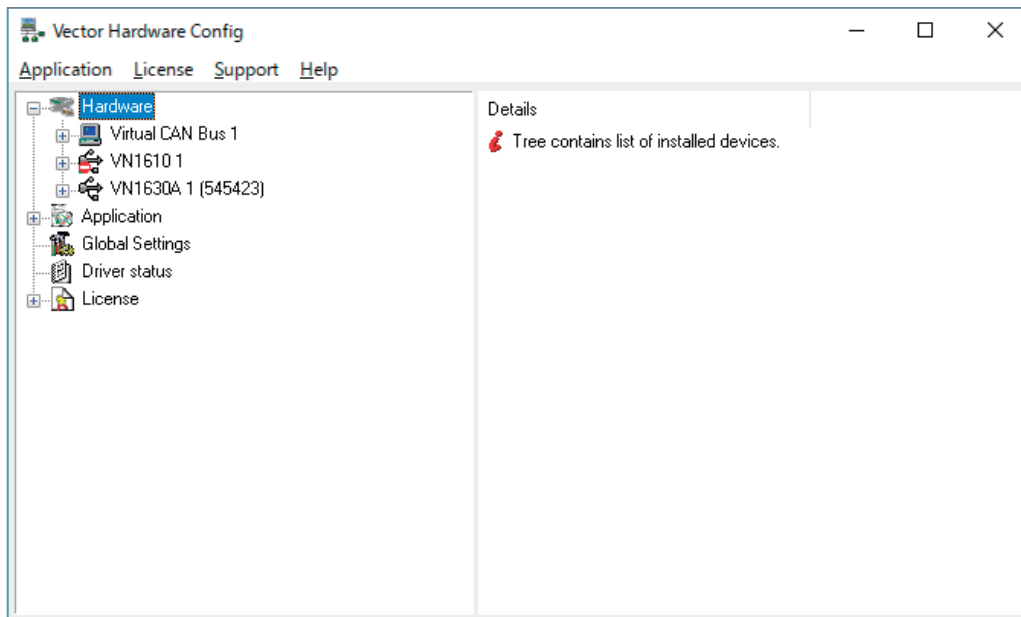 Vector Hardware Config
Application License Support Help
Hardware
Virtual CAN Bus 1
VN1610 1
VN1630A 1 (545423)
Application
Global Settings
Driver status
License
Details
Tree contains list of installed devices.